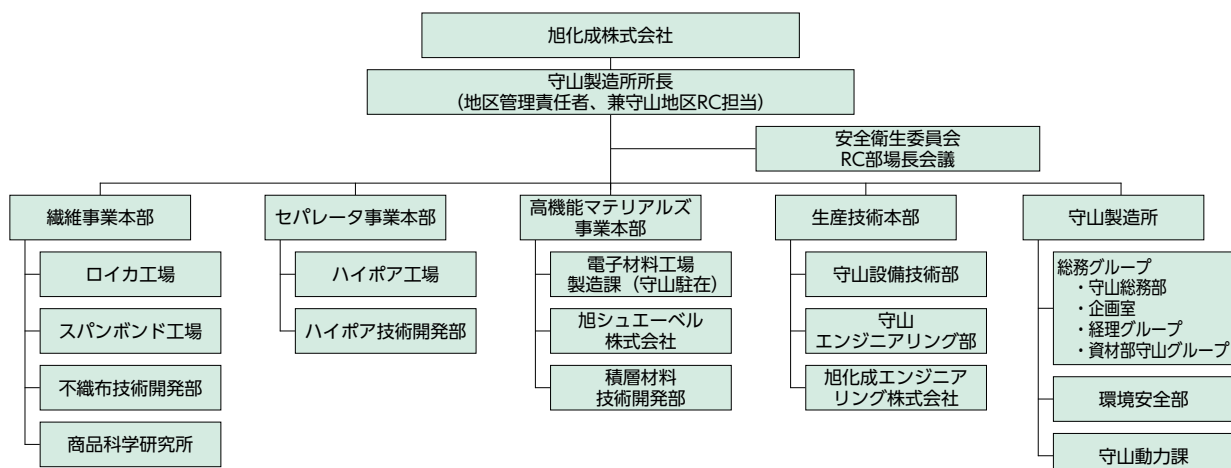 旭化成株式会社
守山製造所所長
(地区管理責任者、兼守山地区RC担当)
安全衛生委員会
RC部場長会議
繊維事業本部
ロイカ工場
スパンボンド工場
不織布技術開発部
商品科学研究所
セパレータ事業本部
ハイポア工場
ハイポア技術開発部
高機能マテリアルズ
事業本部
電子材料工場
製造課（守山駐在）
旭シュエーベル
株式会社
積層材料
技術開発部
生産技術本部
守山設備技術部
守山
エンジニアリング部
旭化成エンジニア
リング株式会社
守山製造所
総務グループ
・守山総務部
・企画室
・経理グループ
・資材部守山グループ
環境安全部
守山動力課